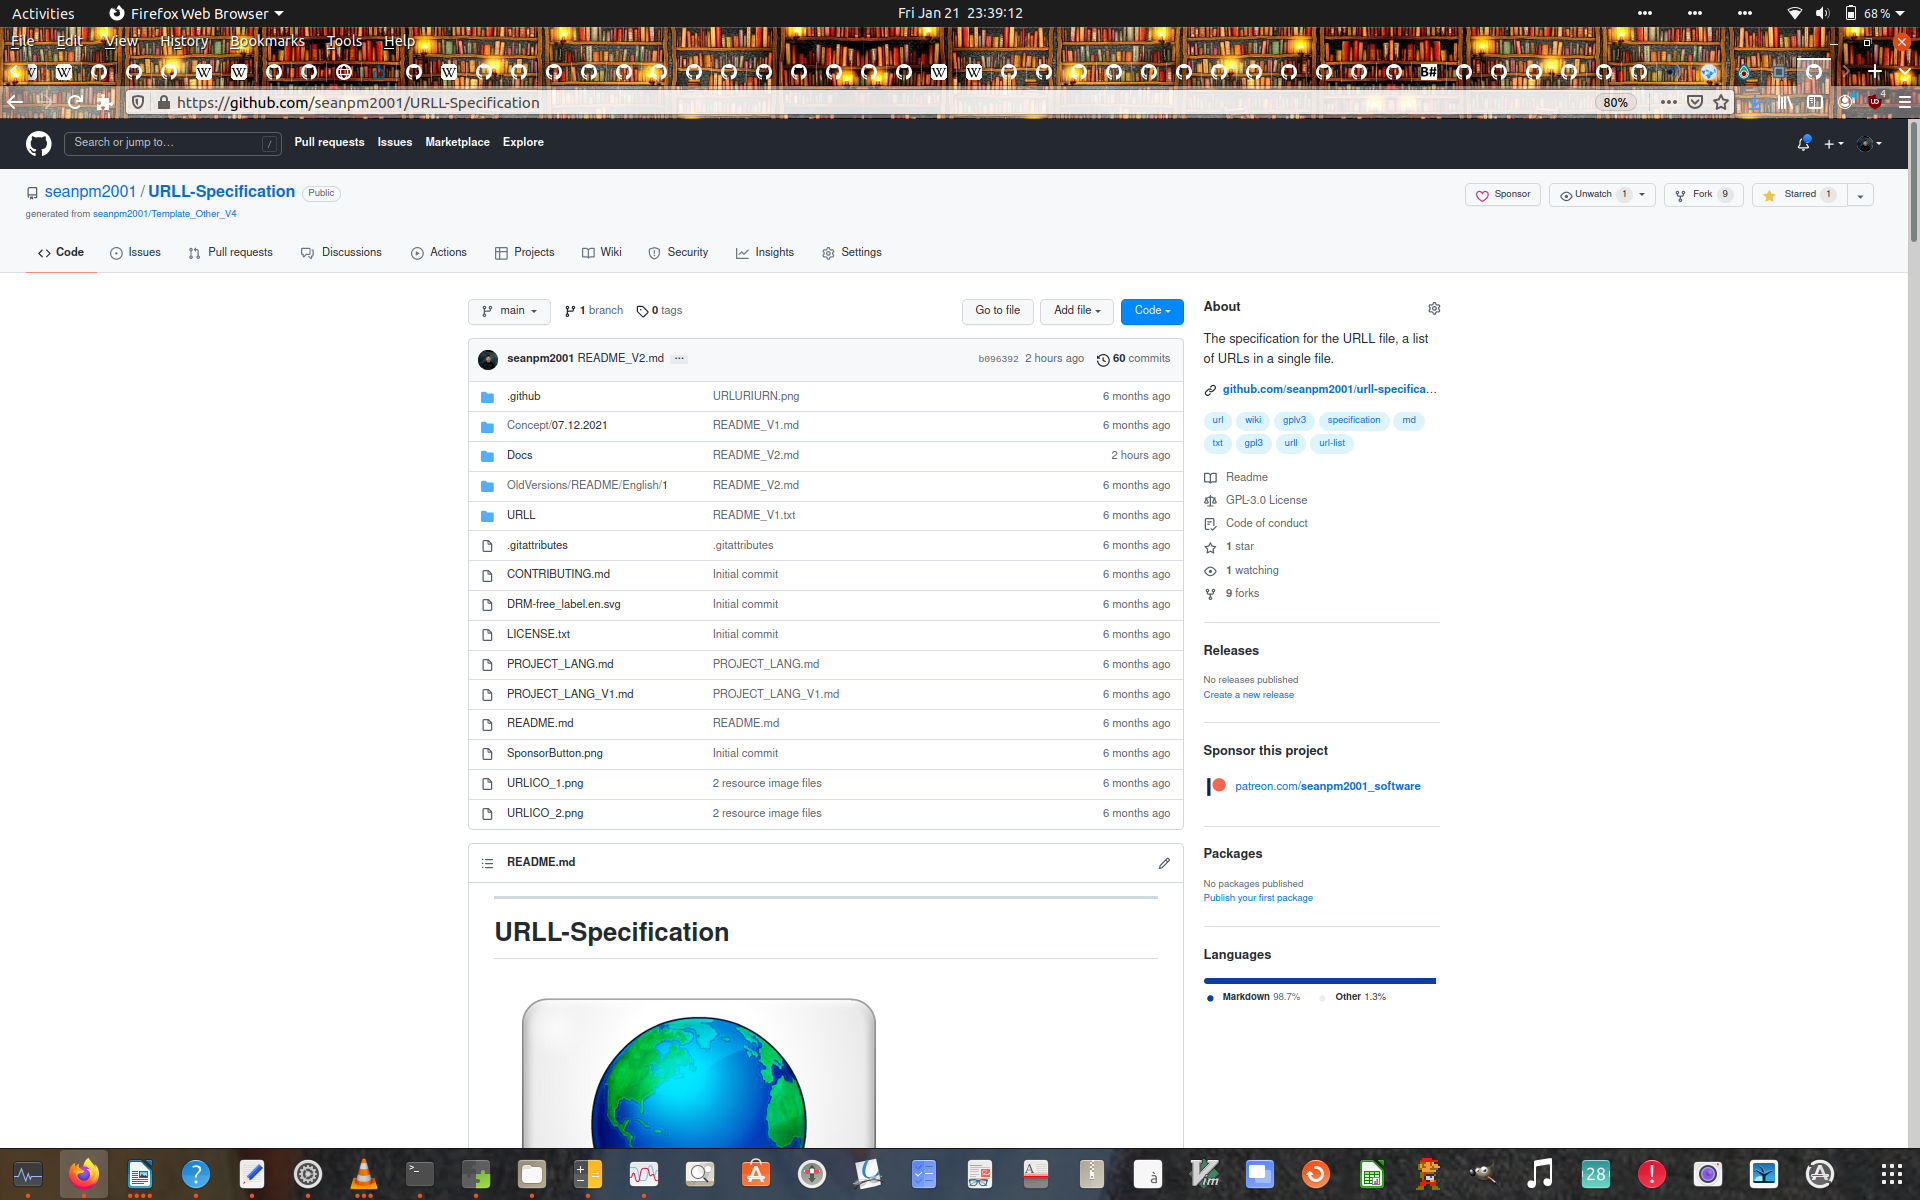 Activities Firefox Web Browser Fri Jan 21 23:39:12 68 %
File Edit View History Bookmarks Tools Help
https://github.com/seanpm2001/URLL-Specification 80%
Search or jump to... / Pull requests Issues Marketplace Explore
seanpm2001 / URLL-Specification Public Sponsor Unwatch 1 Fork 9 Starred 1
generated from seanpm2001/Template_Other_V4
Code Issues Pull requests Discussions Actions Projects Wiki Security Insights Settings
main 1 branch 0 tags Go to file Add file Code
seanpm2001 README_V2.md ... b096392 2 hours ago 60 commits
.github URLURIURN.png 6 months ago
Concept/07.12.2021 README_V1.md 6 months ago
Docs README_V2.md 2 hours ago
OldVersions/README/English/1 README_V2.md 6 months ago
URLL README_V1.txt 6 months ago
.gitattributes .gitattributes 6 months ago
CONTRIBUTING.md Initial commit 6 months ago
DRM-free_label.en.svg Initial commit 6 months ago
LICENSE.txt Initial commit 6 months ago
PROJECT_LANG.md PROJECT_LANG.md 6 months ago
PROJECT_LANG_V1.md PROJECT_LANG_V1.md 6 months ago
README.md README.md 6 months ago
SponsorButton.png Initial commit 6 months ago
URLICO_1.png 2 resource image files 6 months ago
URLICO_2.png 2 resource image files 6 months ago
README.md
URLL-Specification
About
The specification for the URLL file, a list
of URLs in a single file.
github.com/seanpm2001/urll-specifica...
url wiki gplv3 specification md
txt gpl3 urll url-list
Readme
GPL-3.0 License
Code of conduct
1 star
1 watching
9 forks
Releases
No releases published
Create a new release
Sponsor this project
patreon.com/seanpm2001_software
Packages
No packages published
Publish your first package
Languages
Markdown 98.7% Other 1.3%
28